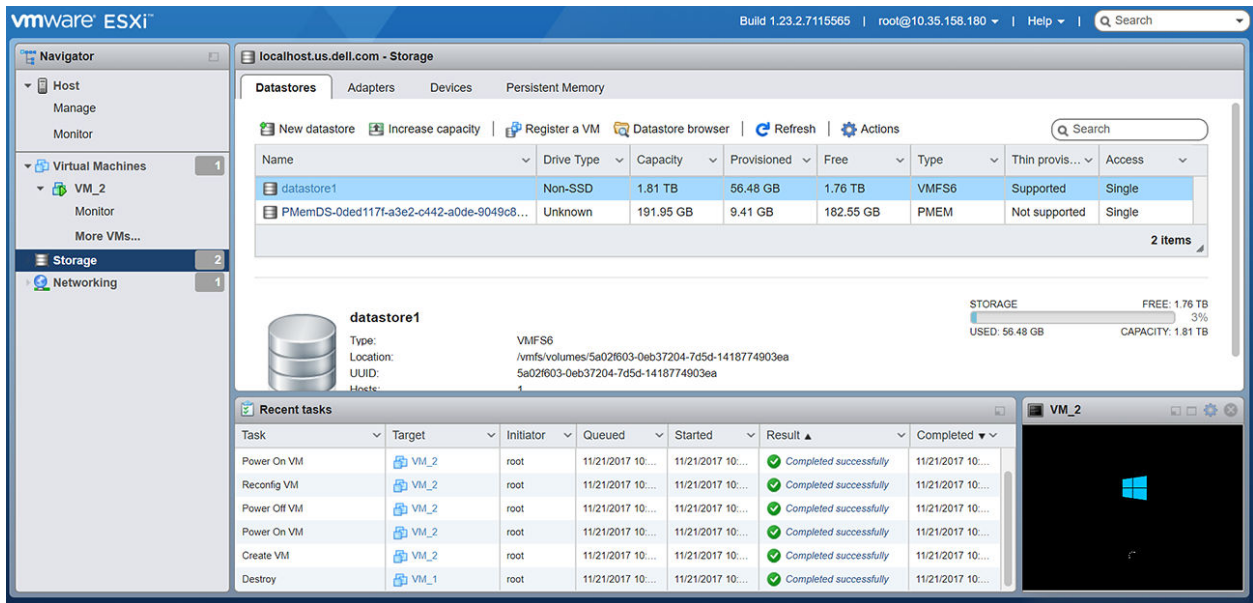 vmware ESXi™ Build 1.23.2.7115565 | root@10.35.158.180 | Help | Search
Navigator
Host
Manage
Monitor
Virtual Machines 1
VM_2
Monitor
More VMs...
Storage 2
Networking 1
localhost.us.dell.com - Storage
Datastores Adapters Devices Persistent Memory
New datastore Increase capacity | Register a VM Datastore browser | Refresh | Actions Search
Name Drive Type Capacity Provisioned Free Type Thin provis... Access
datastore1 Non-SSD 1.81 TB 56.48 GB 1.76 TB VMFS6 Supported Single
PMemDS-0ded117f-a3e2-c442-a0de-9049c8... Unknown 191.95 GB 9.41 GB 182.55 GB PMEM Not supported Single
2 items
datastore1
Type: VMFS6
Location: /vmfs/volumes/5a02f603-0eb37204-7d5d-1418774903ea
UUID: 5a02f603-0eb37204-7d5d-1418774903ea
Hosts: 1
STORAGE FREE: 1.76 TB
3%
USED: 56.48 GB CAPACITY: 1.81 TB
Recent tasks
Task Target Initiator Queued Started Result Completed
Power On VM VM_2 root 11/21/2017 10:... 11/21/2017 10:... Completed successfully 11/21/2017 10:...
Reconfig VM VM_2 root 11/21/2017 10:... 11/21/2017 10:... Completed successfully 11/21/2017 10:...
Power Off VM VM_2 root 11/21/2017 10:... 11/21/2017 10:... Completed successfully 11/21/2017 10:...
Power On VM VM_2 root 11/21/2017 10:... 11/21/2017 10:... Completed successfully 11/21/2017 10:...
Create VM VM_2 root 11/21/2017 10:... 11/21/2017 10:... Completed successfully 11/21/2017 10:...
Destroy VM_1 root 11/21/2017 10:... 11/21/2017 10:... Completed successfully 11/21/2017 10:...
VM_2